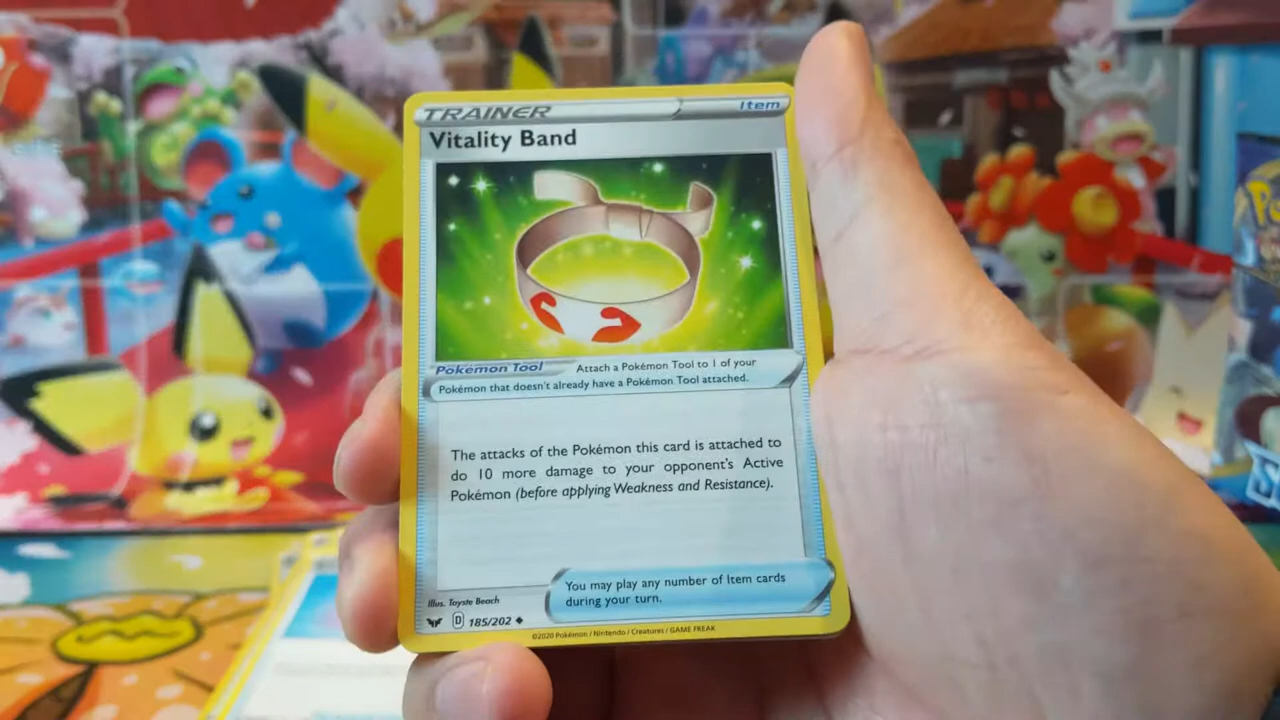 TRAINER
Item
Vitality Band
Pokémon Tool
Attach a Pokémon Tool to 1 of your
Pokémon that doesn't already have a Pokémon Tool attached.
The attacks of the Pokémon this card is attached to
do 10 more damage to your opponent's Active
Pokémon (before applying Weakness and Resistance).
You may play any number of Item cards
during your turn.
Illus. Toyste Beach
D 185/202
©2020 Pokémon / Nintendo / Creatures / GAME FREAK